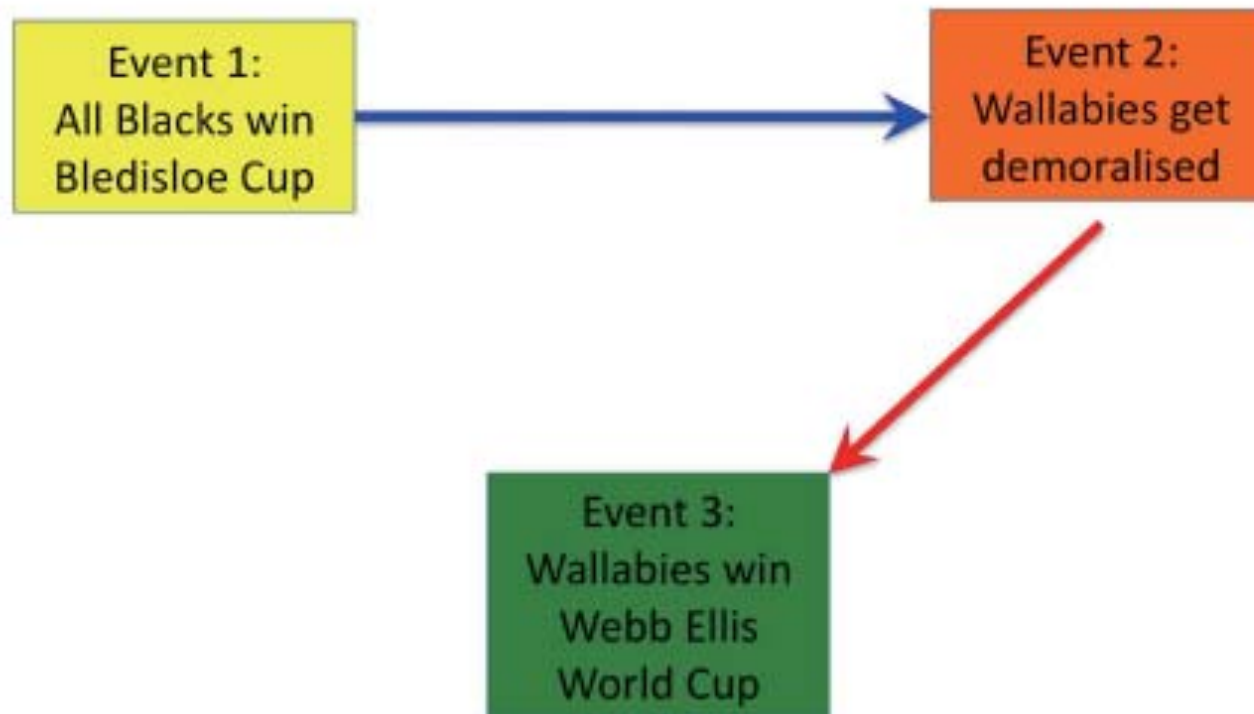 Event 1:
All Blacks win
Bledisloe Cup
Event 2:
Wallabies get
demoralised
Event 3:
Wallabies win
Webb Ellis
World Cup